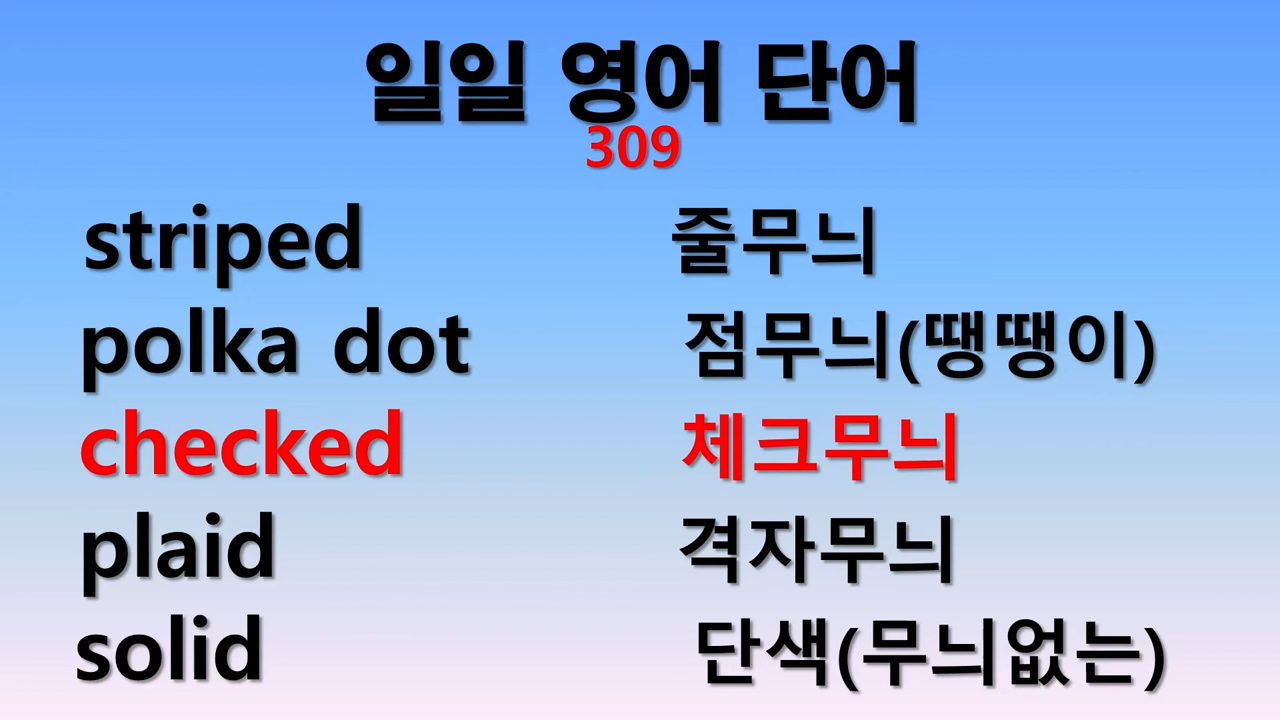 일일 영어 단어
309
striped 줄무늬
polka dot 점무늬(땡땡이)
checked 체크무늬
plaid 격자무늬
solid 단색(무늬없는)